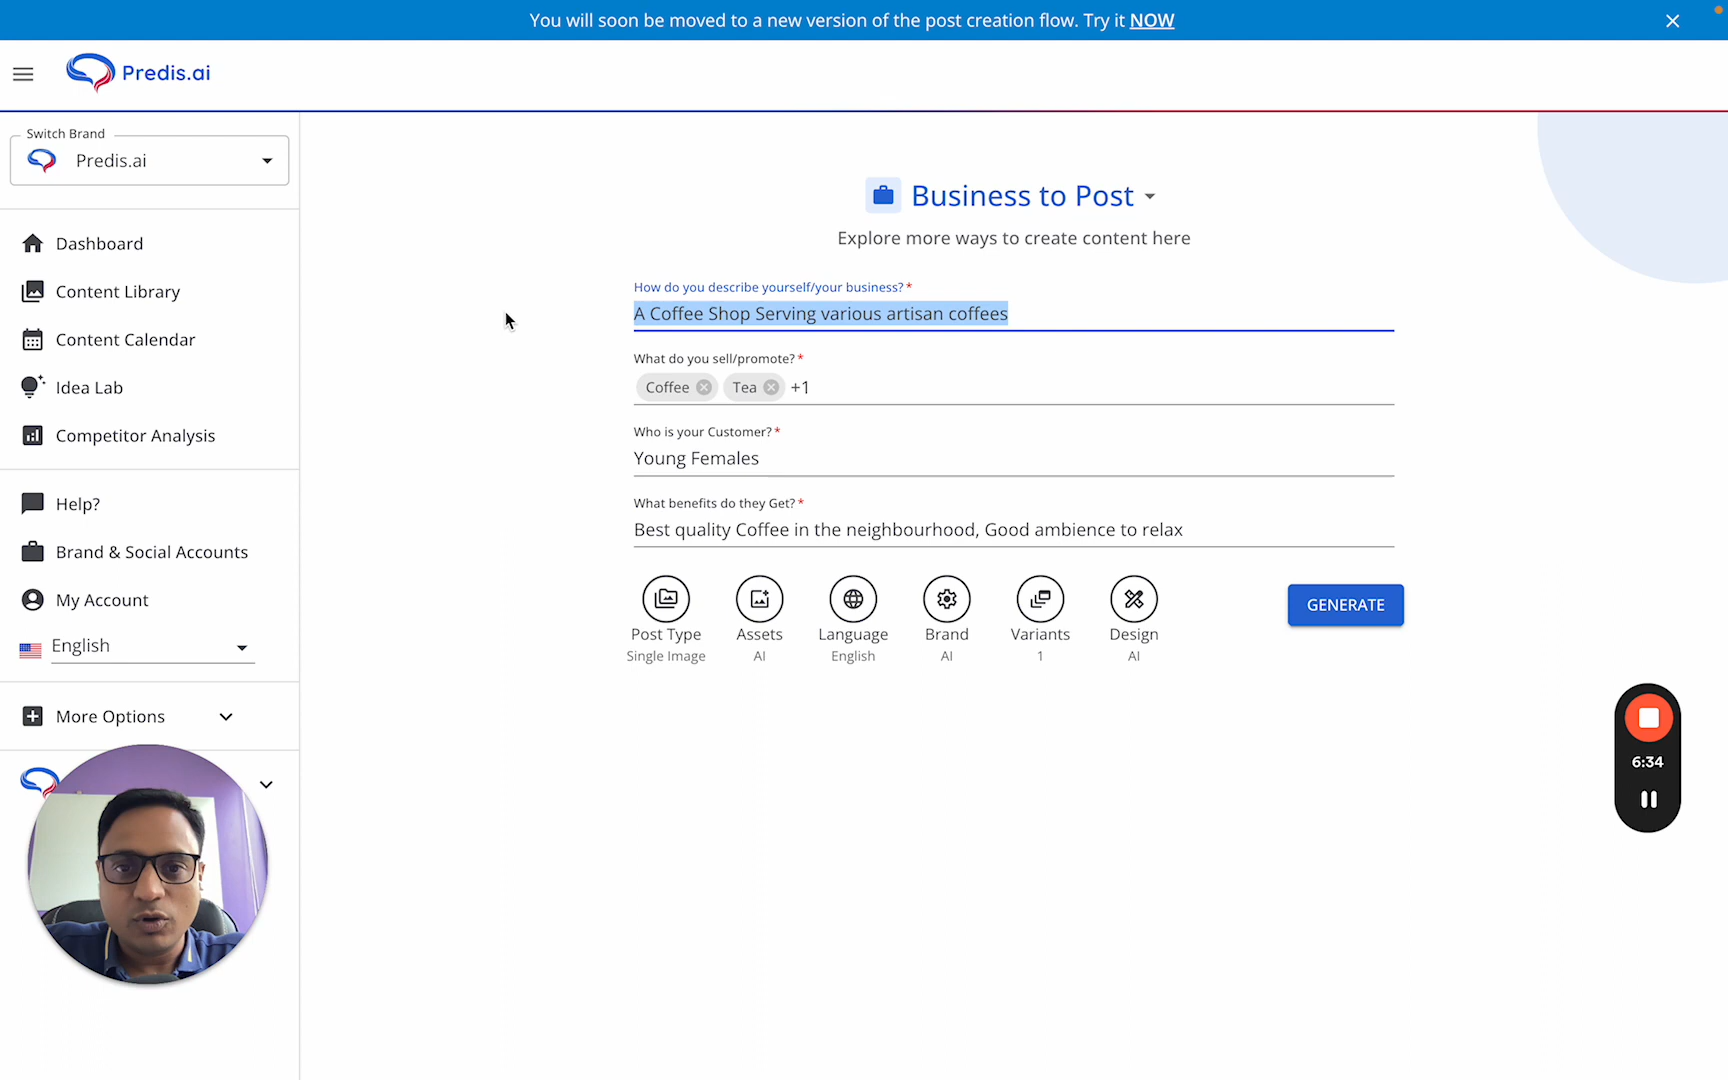 You will soon be moved to a new version of the post creation flow. Try it NOW
Predis.ai
Switch Brand
Predis.ai
Dashboard
Content Library
Content Calendar
Idea Lab
Competitor Analysis
Help?
Brand & Social Accounts
My Account
English
More Options
Business to Post
Explore more ways to create content here
How do you describe yourself/your business? *
A Coffee Shop Serving various artisan coffees
What do you sell/promote? *
Coffee Tea +1
Who is your Customer? *
Young Females
What benefits do they Get? *
Best quality Coffee in the neighbourhood, Good ambience to relax
Post Type Assets Language Brand Variants Design
Single Image AI English AI 1 AI
GENERATE
6:34